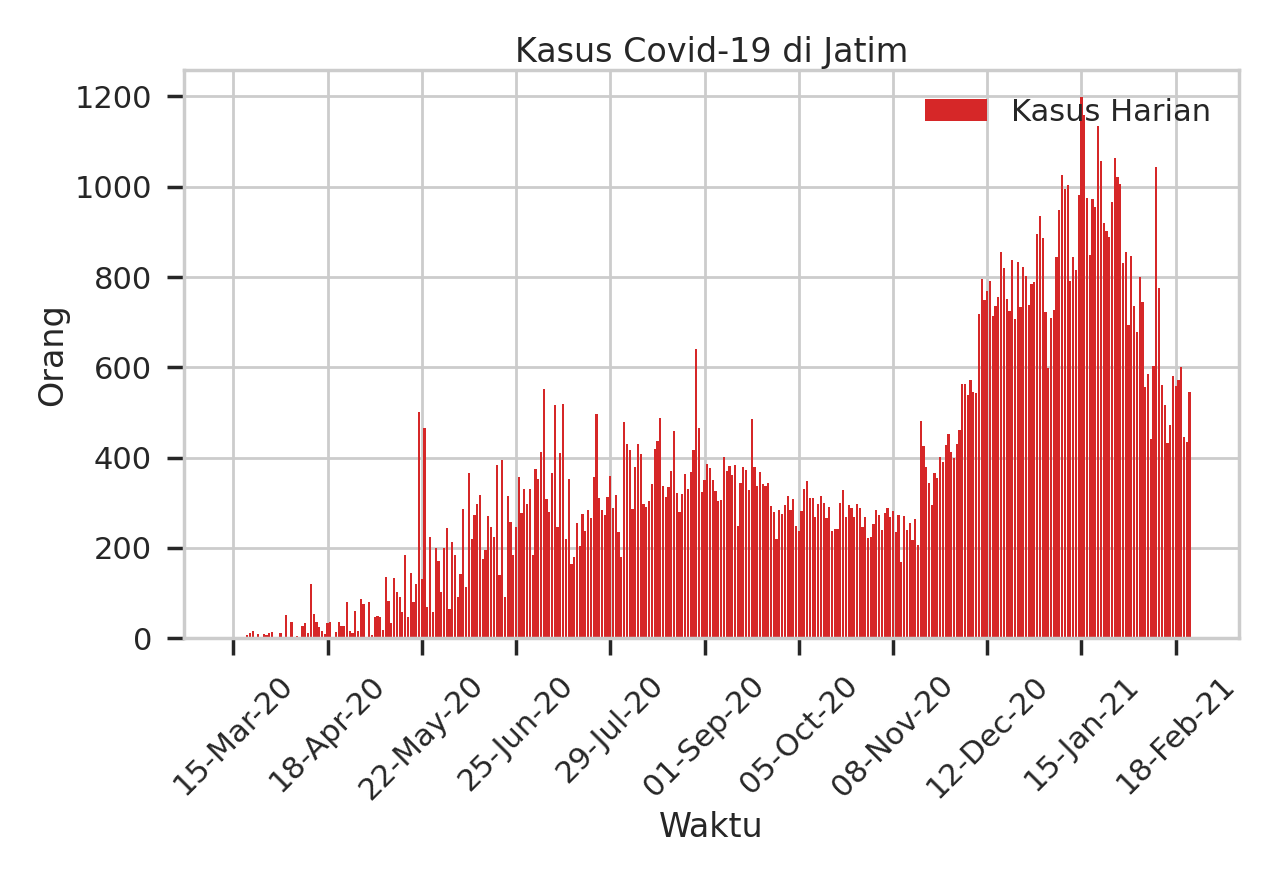 Kasus Covid-19 di Jatim
Kasus Harian
Orang
1200
1000
800
600
400
200
0
15-Mar-20
18-Apr-20
22-May-20
25-Jun-20
29-Jul-20
01-Sep-20
05-Oct-20
08-Nov-20
12-Dec-20
15-Jan-21
18-Feb-21
Waktu